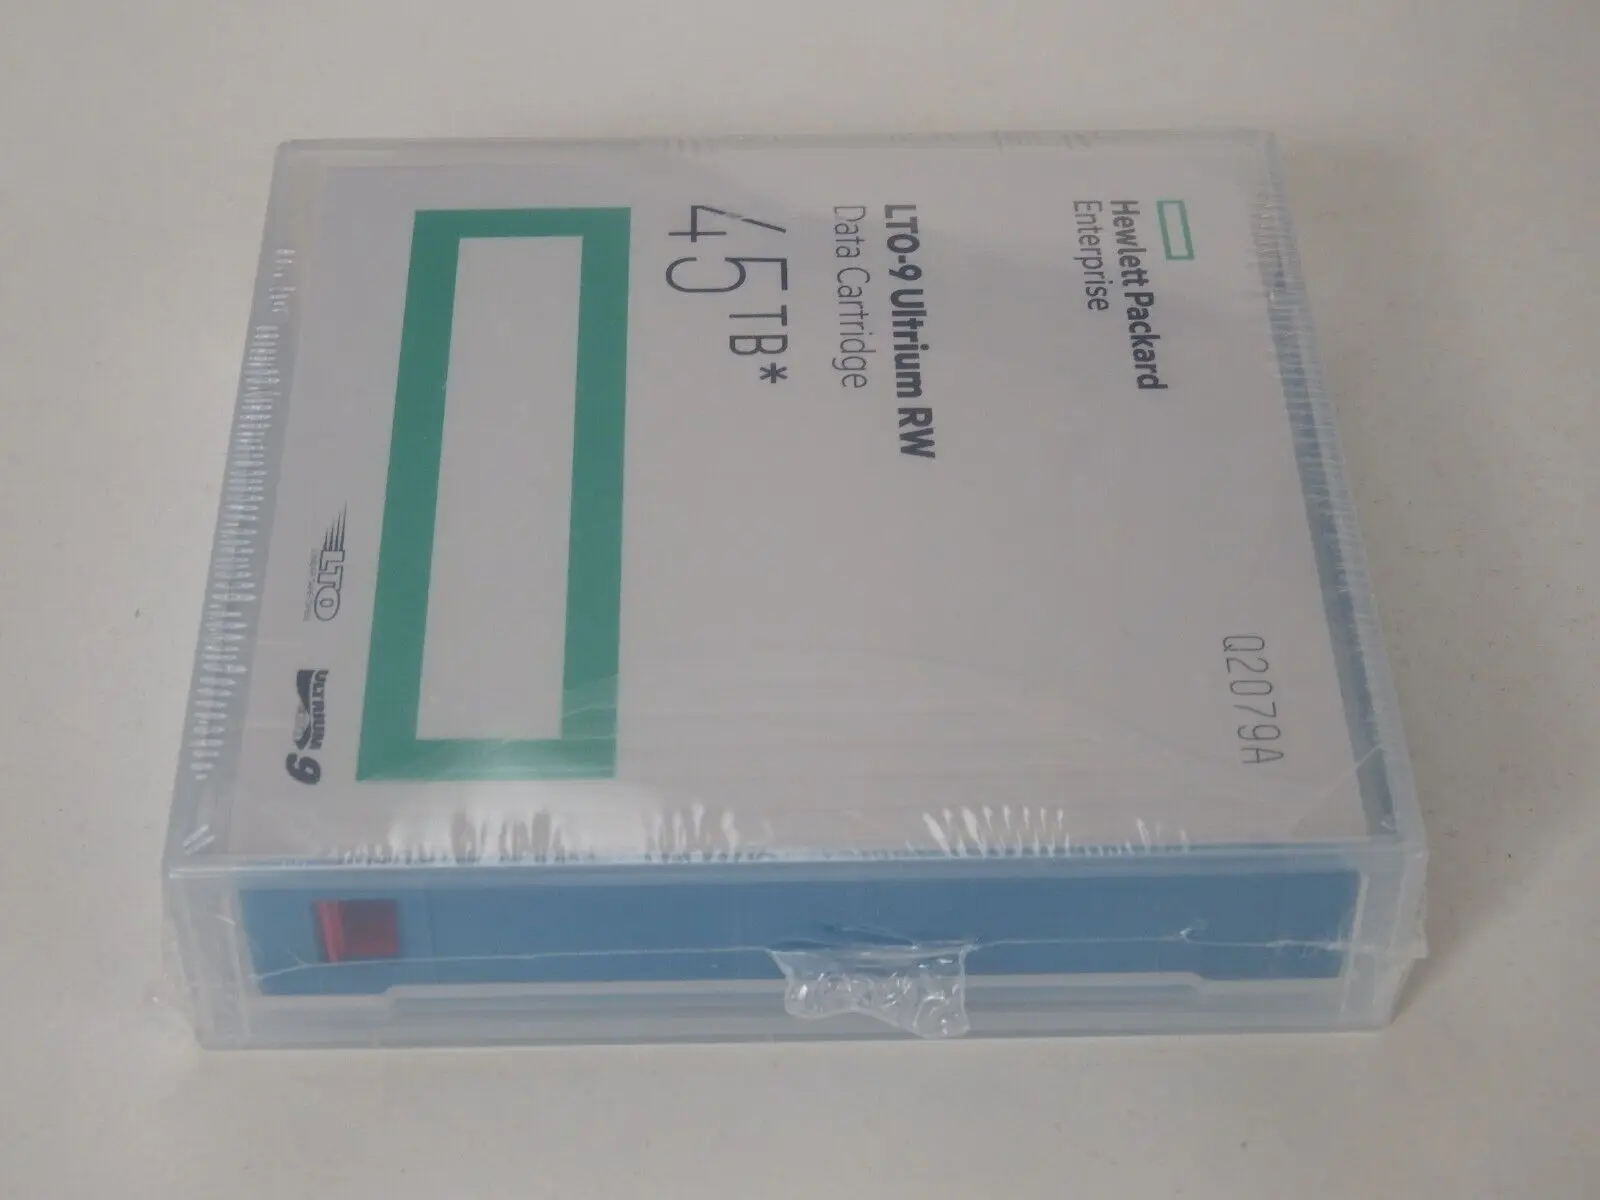 Hewlett Packard
Enterprise
Q2079A
LTO-9 Ultrium RW
Data Cartridge
45TB*
LTO
ULTRIUM
9